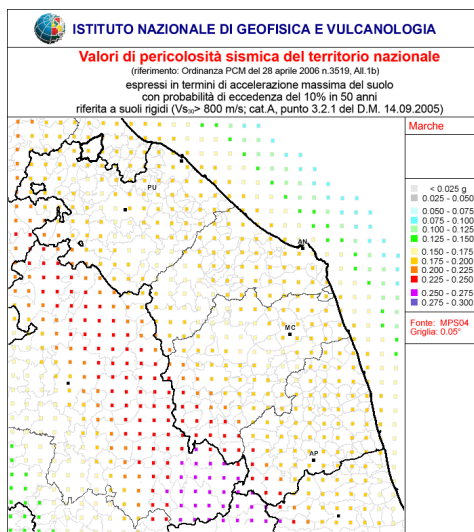 ISTITUTO NAZIONALE DI GEOFISICA E VULCANOLOGIA
Valori di pericolosità sismica del territorio nazionale
(riferimento: Ordinanza PCM del 28 aprile 2006 n.3519, All.1b)
espressi in termini di accelerazione massima del suolo
con probabilità di eccedenza del 10% in 50 anni
riferita a suoli rigidi (Vs₃₀> 800 m/s; cat.A, punto 3.2.1 del D.M. 14.09.2005)
Marche
PU
AN
MC
AP
< 0.025 g
0.025 - 0.050
0.050 - 0.075
0.075 - 0.100
0.100 - 0.125
0.125 - 0.150
0.150 - 0.175
0.175 - 0.200
0.200 - 0.225
0.225 - 0.250
0.250 - 0.275
0.275 - 0.300
Fonte: MPS04
Griglia: 0.05°